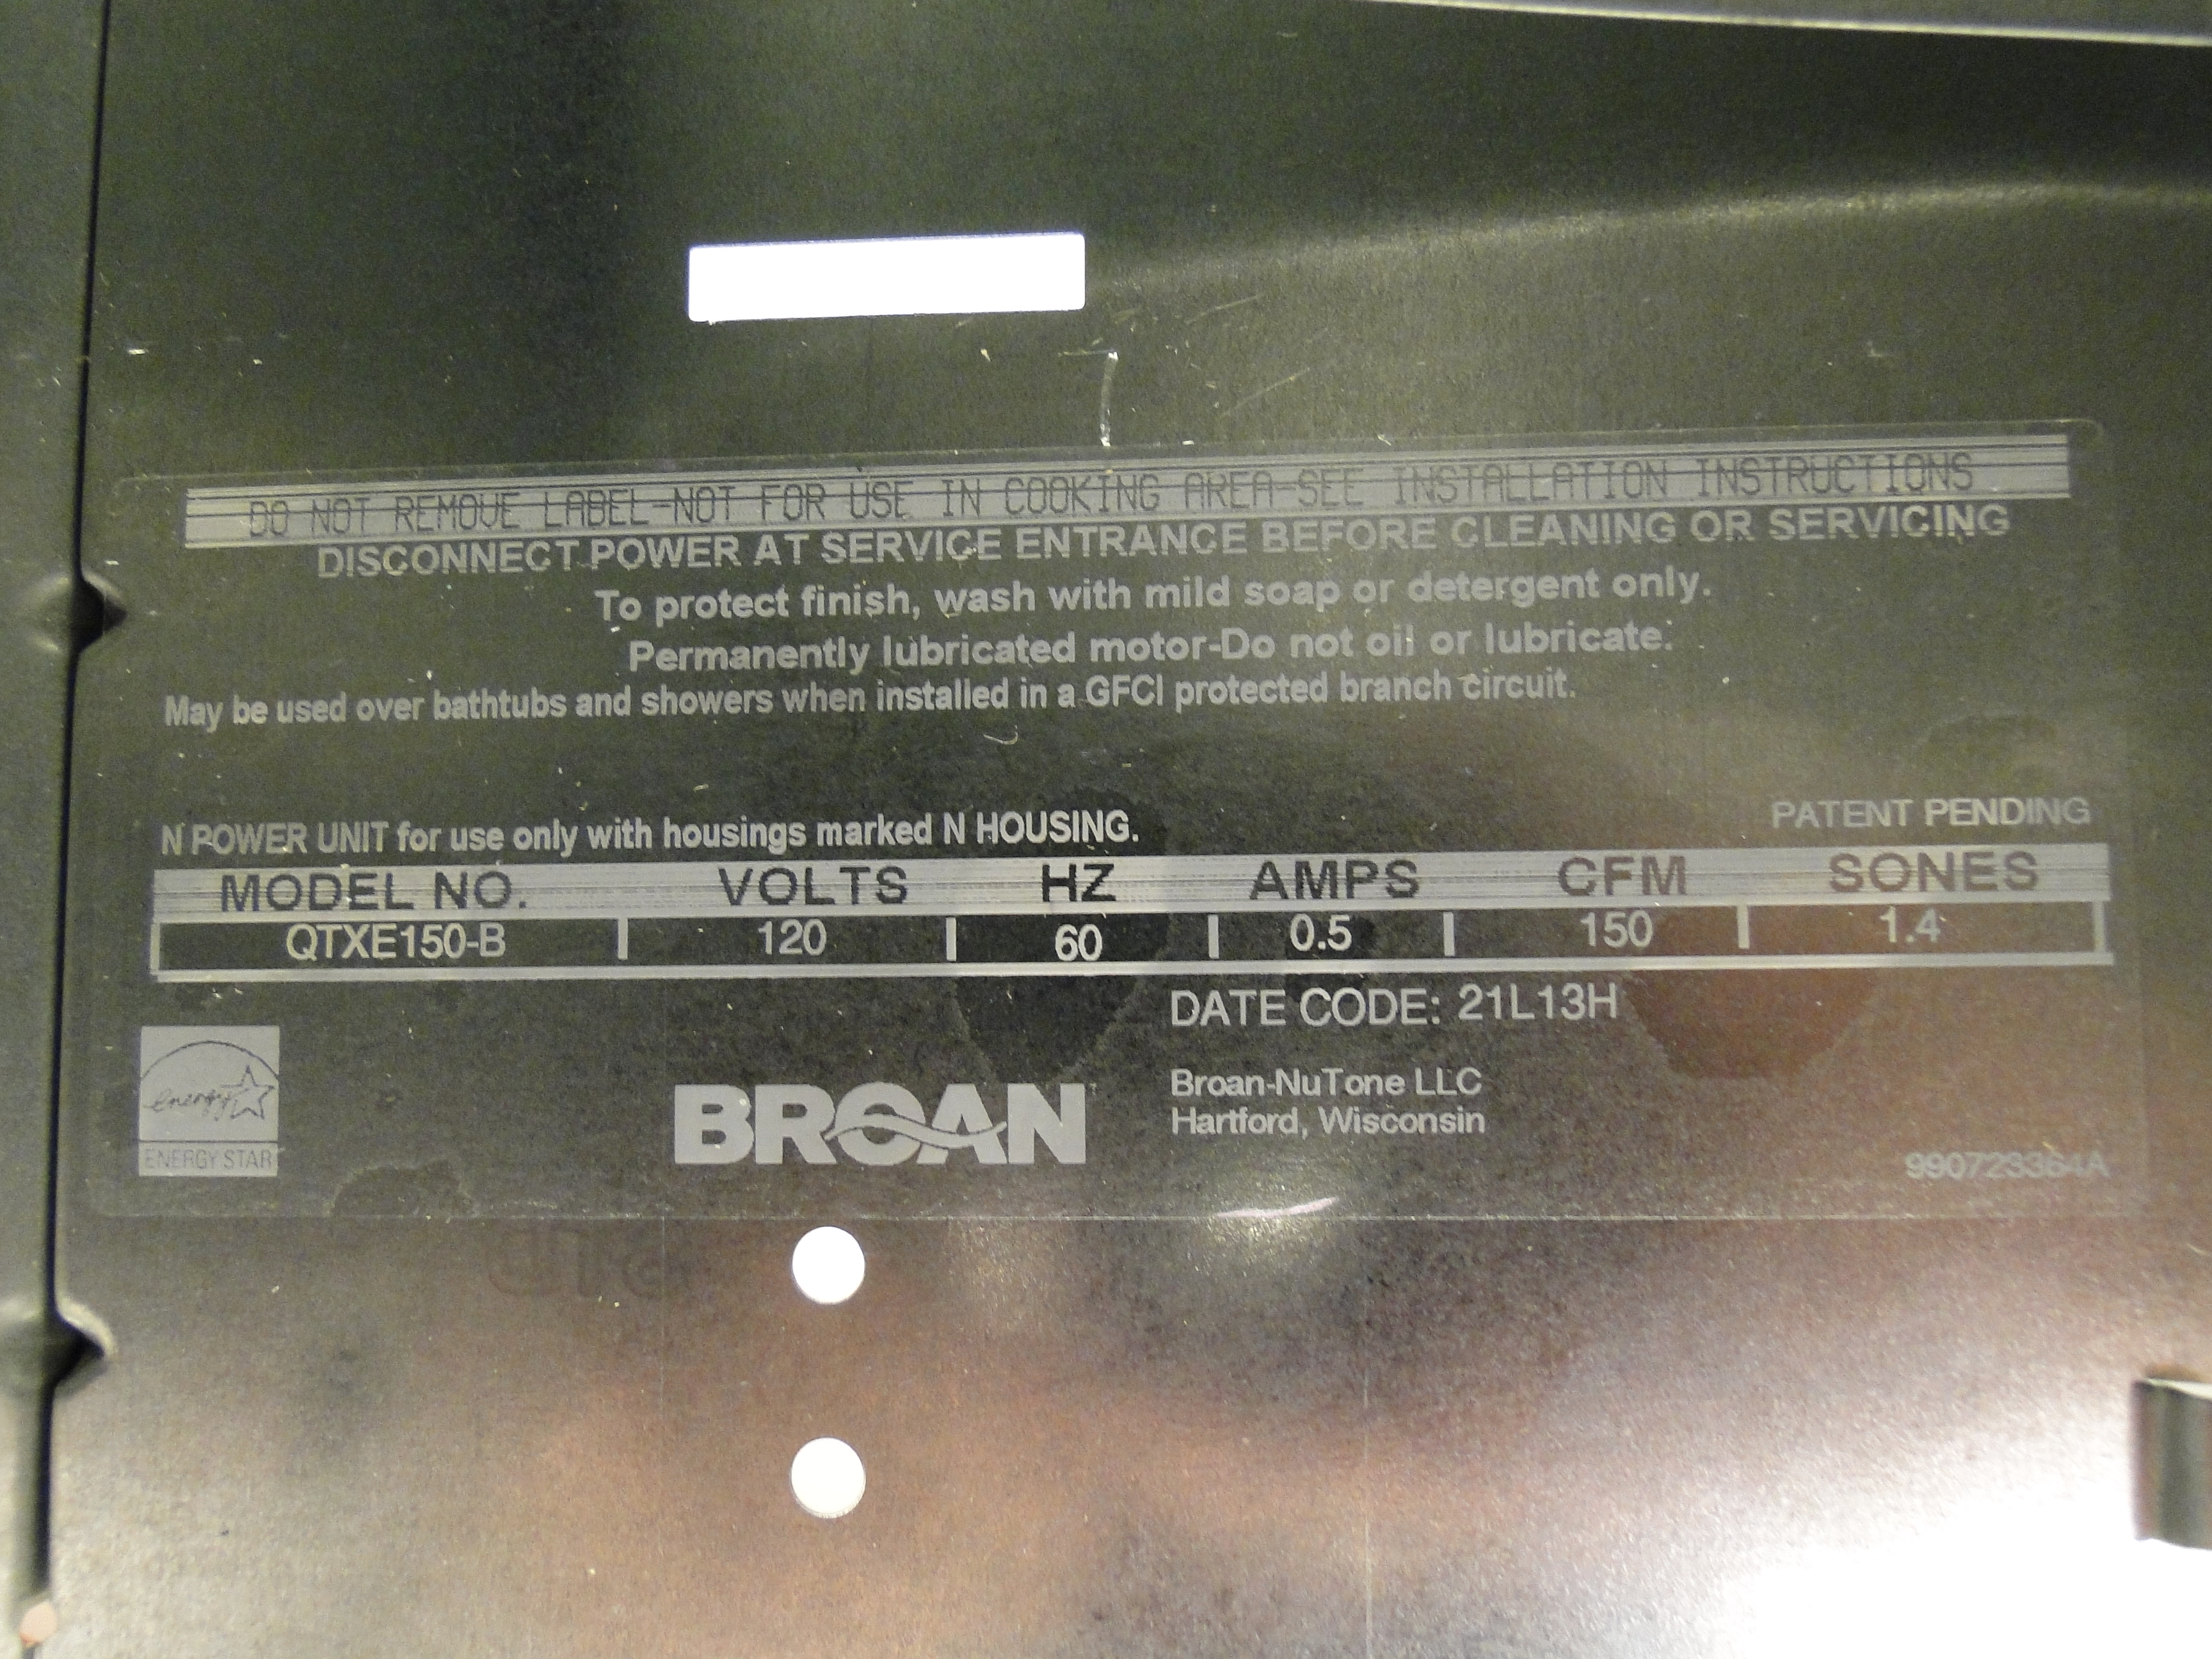 DO NOT REMOVE LABEL-NOT FOR USE IN COOKING AREA-SEE INSTALLATION INSTRUCTIONS
DISCONNECT POWER AT SERVICE ENTRANCE BEFORE CLEANING OR SERVICING
To protect finish, wash with mild soap or detergent only.
Permanently lubricated motor-Do not oil or lubricate.
May be used over bathtubs and showers when installed in a GFCI protected branch circuit.
N POWER UNIT for use only with housings marked N HOUSING.
PATENT PENDING
MODEL NO. VOLTS HZ AMPS CFM SONES
QTXE150-B 120 60 0.5 150 1.4
DATE CODE: 21L13H
energy
ENERGY STAR
BROAN
Broan-NuTone LLC
Hartford, Wisconsin
990723364A